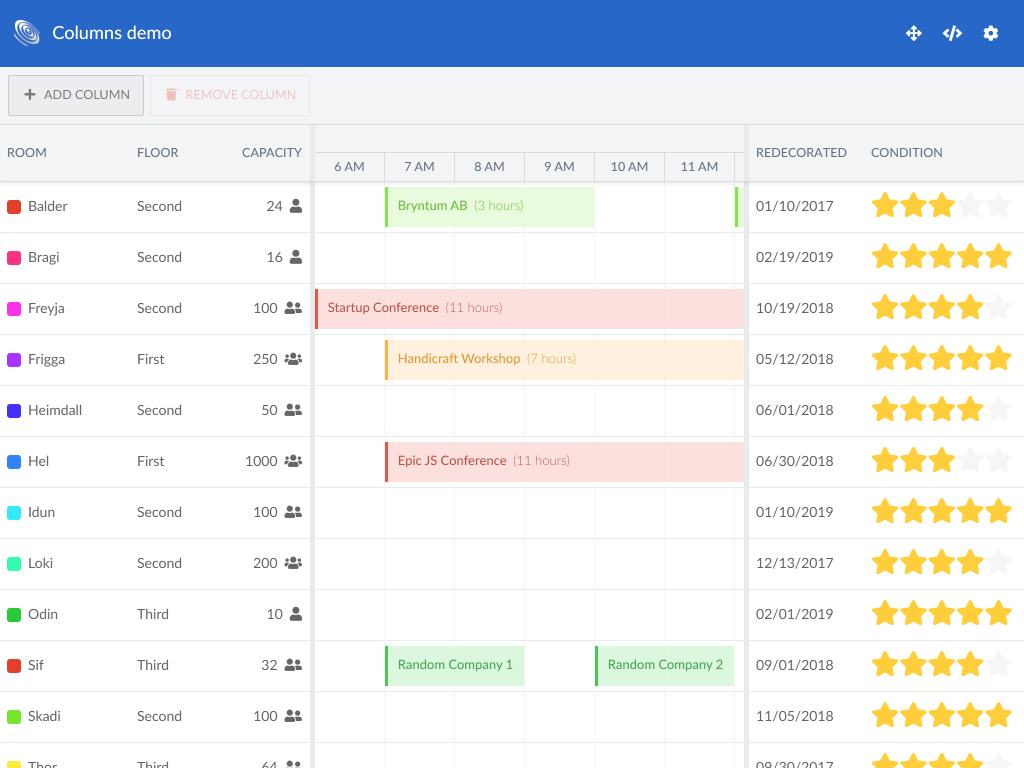 Columns demo
ADD COLUMN REMOVE COLUMN
ROOM FLOOR CAPACITY REDECORATED CONDITION
6 AM 7 AM 8 AM 9 AM 10 AM 11 AM
Balder Second 24 Bryntum AB (3 hours) 01/10/2017
Bragi Second 16 02/19/2019
Freyja Second 100 Startup Conference (11 hours) 10/19/2018
Frigga First 250 Handicraft Workshop (7 hours) 05/12/2018
Heimdall Second 50 06/01/2018
Hel First 1000 Epic JS Conference (11 hours) 06/30/2018
Idun Second 100 01/10/2019
Loki Second 200 12/13/2017
Odin Third 10 02/01/2019
Sif Third 32 Random Company 1 Random Company 2 09/01/2018
Skadi Second 100 11/05/2018
Thor Third 64 09/30/2017